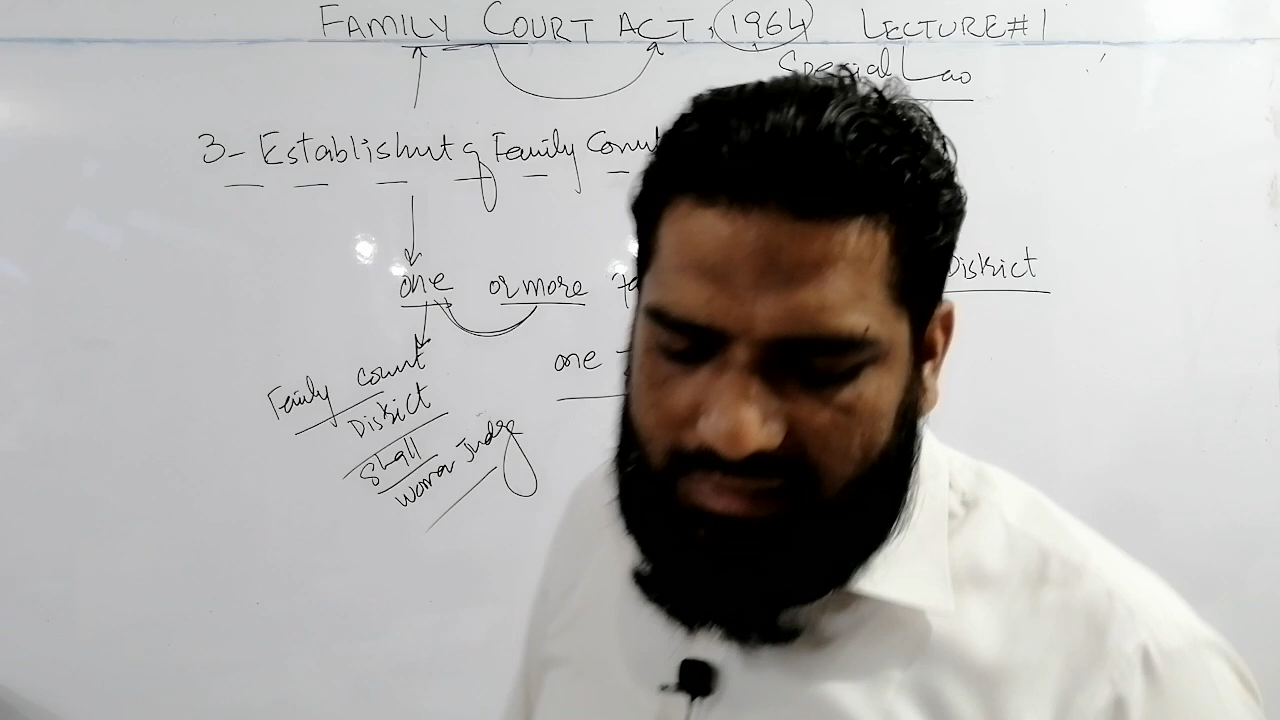 FAMILY COURT ACT, 1964 LECTURE #1
Special Law
3- Establishment of Family Court
one or more
District
one
Family Court
District
Shall
Woman Judge